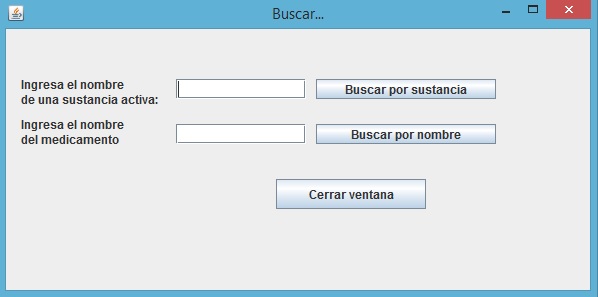 Buscar...
Ingresa el nombre
de una sustancia activa:
Buscar por sustancia
Ingresa el nombre
del medicamento
Buscar por nombre
Cerrar ventana